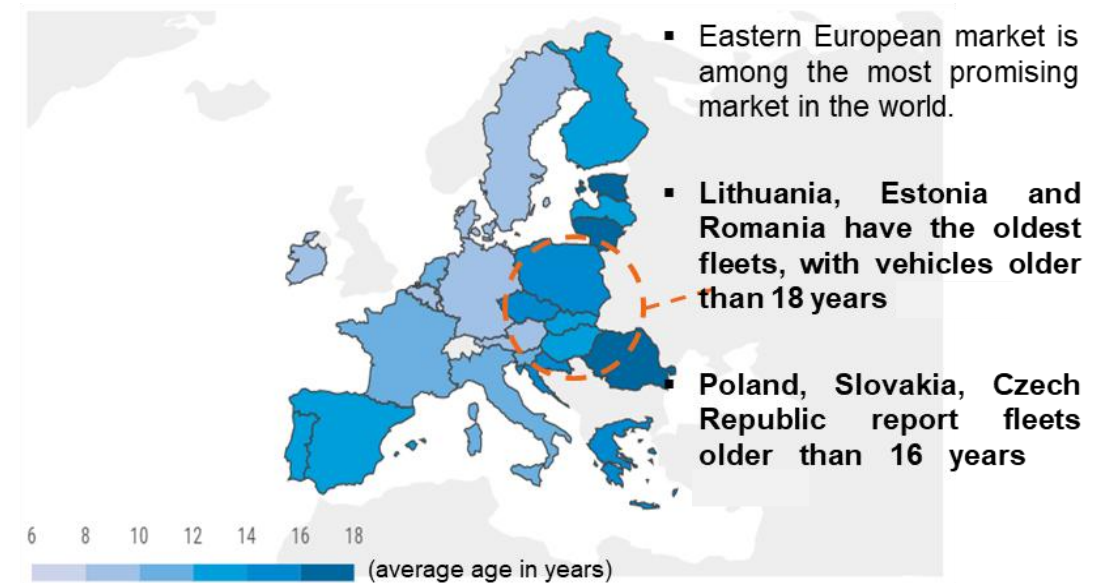 ▪ Eastern European market is
among the most promising
market in the world.
▪ Lithuania, Estonia and
Romania have the oldest
fleets, with vehicles older
than 18 years
▪ Poland, Slovakia, Czech
Republic report fleets
older than 16 years
6 8 10 12 14 16 18
(average age in years)